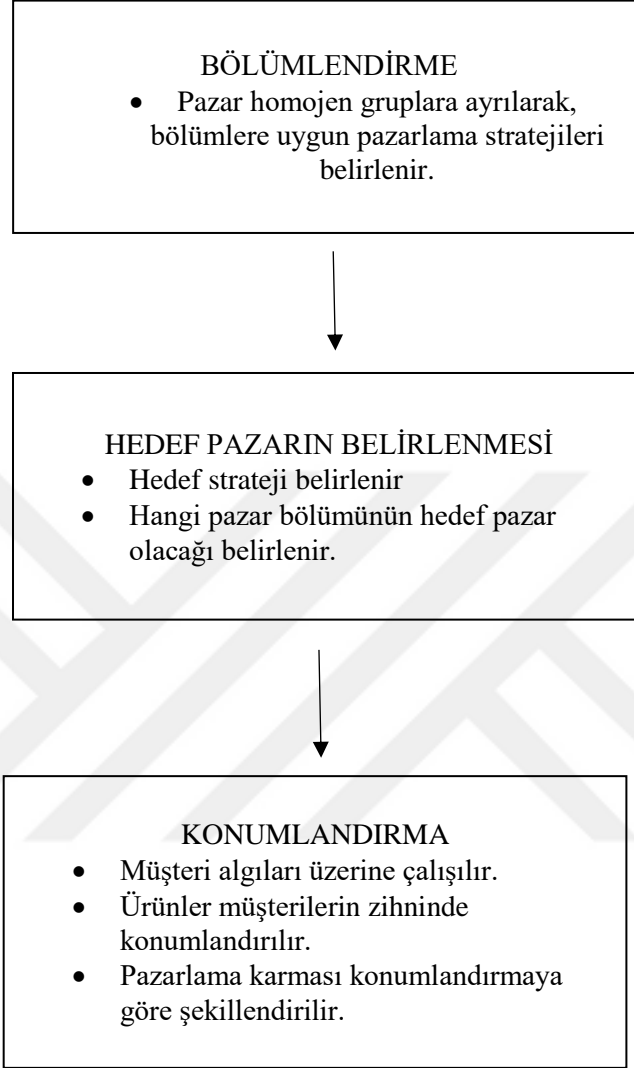 BÖLÜMLENDİRME
• Pazar homojen gruplara ayrılarak,
bölümlere uygun pazarlama stratejileri
belirlenir.
HEDEF PAZARIN BELİRLENMESİ
• Hedef strateji belirlenir
• Hangi pazar bölümünün hedef pazar
olacağı belirlenir.
KONUMLANDIRMA
• Müşteri algıları üzerine çalışılır.
• Ürünler müşterilerin zihninde
konumlandırılır.
• Pazarlama karması konumlandırmaya
göre şekillendirilir.